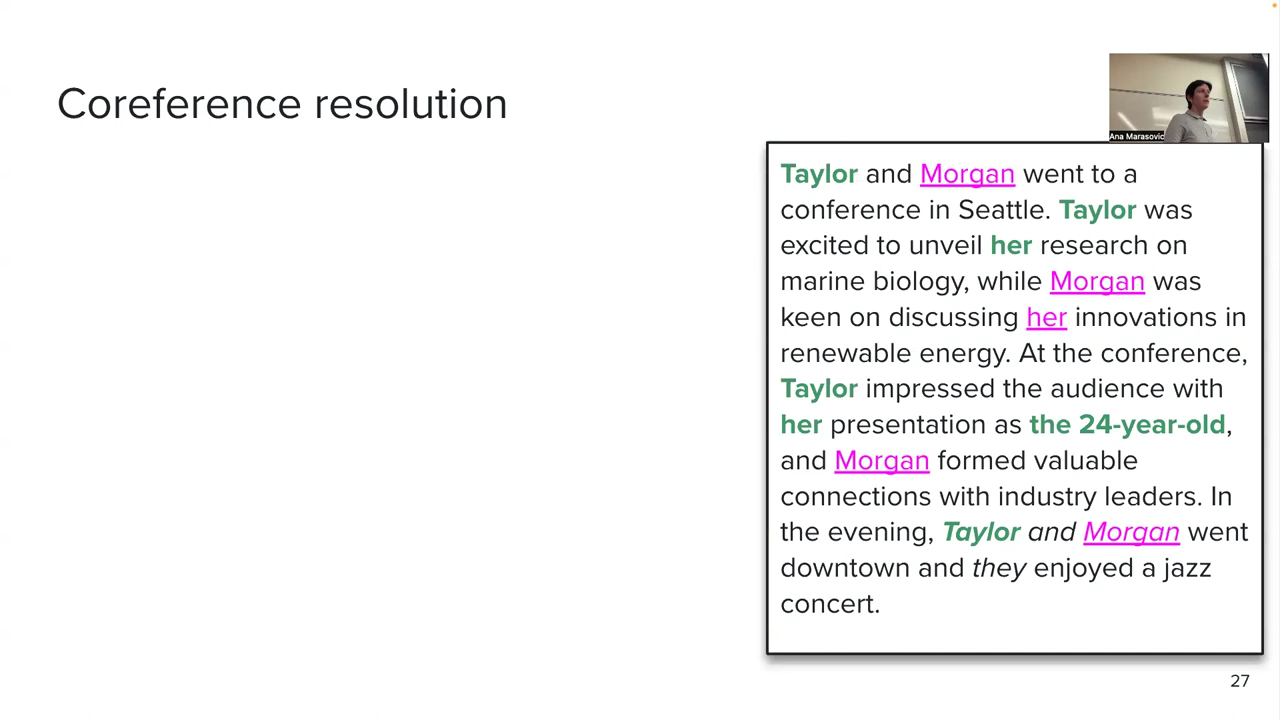 Coreference resolution
Ana Marasovic
Taylor and Morgan went to a
conference in Seattle. Taylor was
excited to unveil her research on
marine biology, while Morgan was
keen on discussing her innovations in
renewable energy. At the conference,
Taylor impressed the audience with
her presentation as the 24-year-old,
and Morgan formed valuable
connections with industry leaders. In
the evening, Taylor and Morgan went
downtown and they enjoyed a jazz
concert.
27